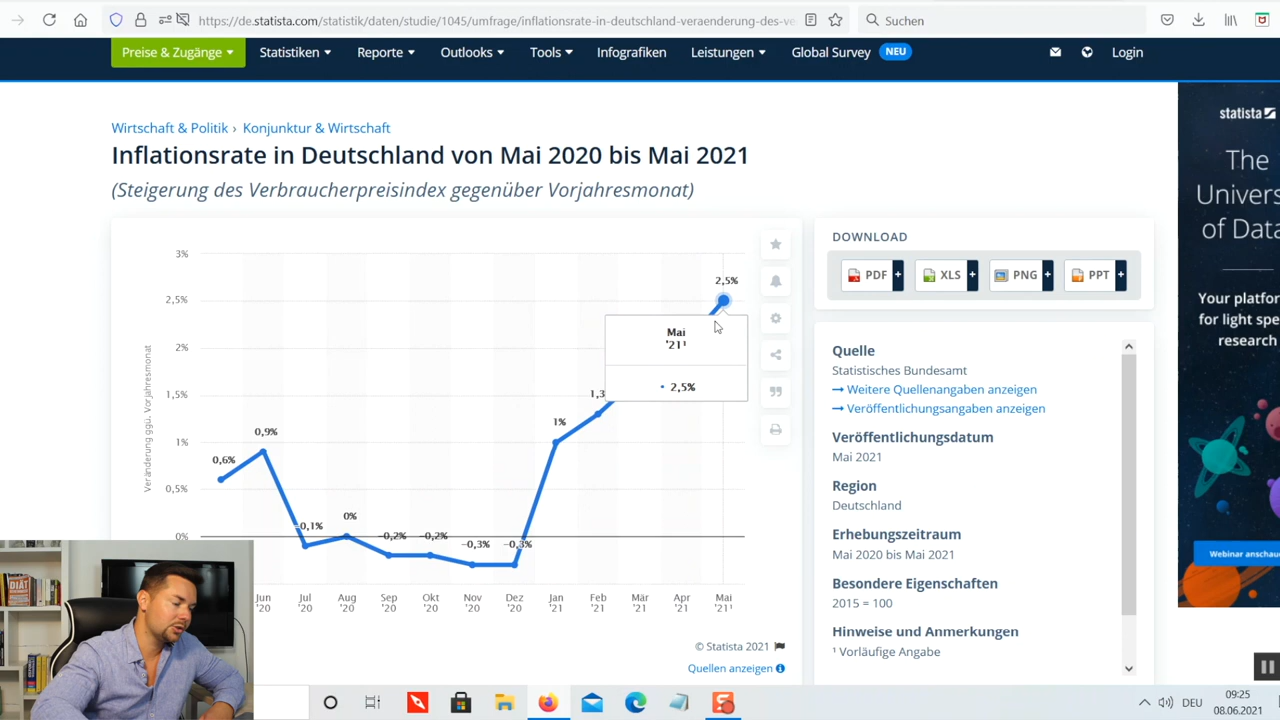 https://de.statista.com/statistik/daten/studie/1045/umfrage/inflationsrate-in-deutschland-veraenderung-des-ve
Suchen
Preise & Zugänge
Statistiken
Reporte
Outlooks
Tools
Infografiken
Leistungen
Global Survey
NEU
Login
Wirtschaft & Politik › Konjunktur & Wirtschaft
Inflationsrate in Deutschland von Mai 2020 bis Mai 2021
(Steigerung des Verbraucherpreisindex gegenüber Vorjahresmonat)
Veränderung ggü. Vorjahresmonat
3%
2,5%
2%
1,5%
1%
0,5%
0%
0,6%
0,9%
-0,1%
0%
-0,2%
-0,2%
-0,3%
-0,3%
1%
1,3
2,5%
Mai
'21¹
• 2,5%
Jun
'20
Jul
'20
Aug
'20
Sep
'20
Okt
'20
Nov
'20
Dez
'20
Jan
'21
Feb
'21
Mär
'21
Apr
'21
Mai
'21¹
© Statista 2021
Quellen anzeigen
DOWNLOAD
PDF +
XLS +
PNG +
PPT +
Quelle
Statistisches Bundesamt
→ Weitere Quellenangaben anzeigen
→ Veröffentlichungsangaben anzeigen
Veröffentlichungsdatum
Mai 2021
Region
Deutschland
Erhebungszeitraum
Mai 2020 bis Mai 2021
Besondere Eigenschaften
2015 = 100
Hinweise und Anmerkungen
¹ Vorläufige Angabe
statista
The
Univers
of Data
Your platfor
for light spe
research
Webinar anschaue
DIÄT
DEU
09:25
08.06.2021